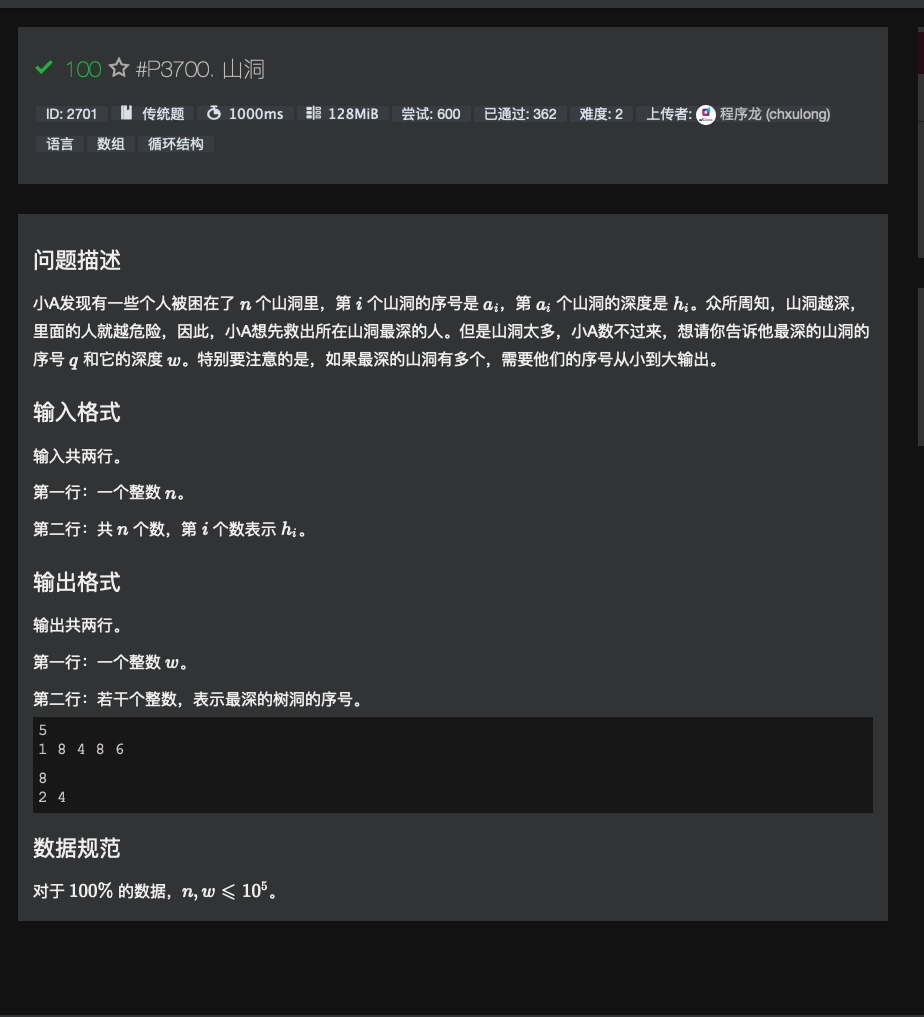 100 #P3700. 山洞
ID: 2701 传统题 1000ms 128MiB 尝试: 600 已通过: 362 难度: 2 上传者: 程序龙 (chxulong)
语言 数组 循环结构
问题描述
小A发现有一些个人被困在了 n 个山洞里，第 i 个山洞的序号是 aᵢ，第 aᵢ 个山洞的深度是 hᵢ。众所周知，山洞越深，
里面的人就越危险，因此，小A想先救出所在山洞最深的人。但是山洞太多，小A数不过来，想请你告诉他最深的山洞的
序号 q 和它的深度 w。特别要注意的是，如果最深的山洞有多个，需要他们的序号从小到大输出。
输入格式
输入共两行。
第一行：一个整数 n。
第二行：共 n 个数，第 i 个数表示 hᵢ。
输出格式
输出共两行。
第一行：一个整数 w。
第二行：若干个整数，表示最深的树洞的序号。
5
1 8 4 8 6
8
2 4
数据规范
对于 100% 的数据，n, w ⩽ 10⁵。